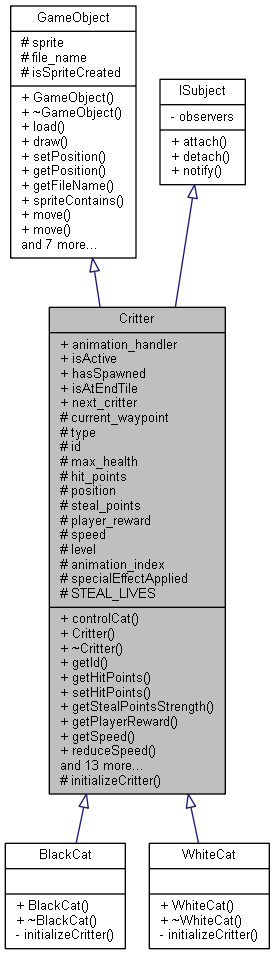 GameObject
# sprite
# file_name
# isSpriteCreated
+ GameObject()
+ ~GameObject()
+ load()
+ draw()
+ setPosition()
+ getPosition()
+ getFileName()
+ spriteContains()
+ move()
+ move()
and 7 more...
ISubject
- observers
+ attach()
+ detach()
+ notify()
Critter
+ animation_handler
+ isActive
+ hasSpawned
+ isAtEndTile
+ next_critter
# current_waypoint
# type
# id
# max_health
# hit_points
# position
# steal_points
# player_reward
# speed
# level
# animation_index
# specialEffectApplied
# STEAL_LIVES
+ controlCat()
+ Critter()
+ ~Critter()
+ getId()
+ getHitPoints()
+ setHitPoints()
+ getStealPointsStrength()
+ getPlayerReward()
+ getSpeed()
+ reduceSpeed()
and 13 more...
# initializeCritter()
BlackCat
+ BlackCat()
+ ~BlackCat()
- initializeCritter()
WhiteCat
+ WhiteCat()
+ ~WhiteCat()
- initializeCritter()